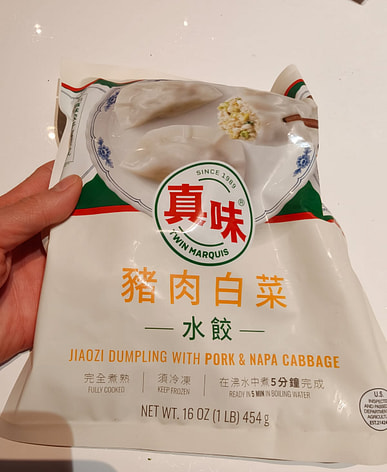 SINCE 1989
真味®
TWIN MARQUIS
豬肉白菜
水餃
JIAOZI DUMPLING WITH PORK & NAPA CABBAGE
完全煮熟
FULLY COOKED
須冷凍
KEEP FROZEN
在沸水中煮5分鐘完成
READY IN 5 MIN IN BOILING WATER
NET WT. 16 OZ (1 LB) 454 g
U.S.